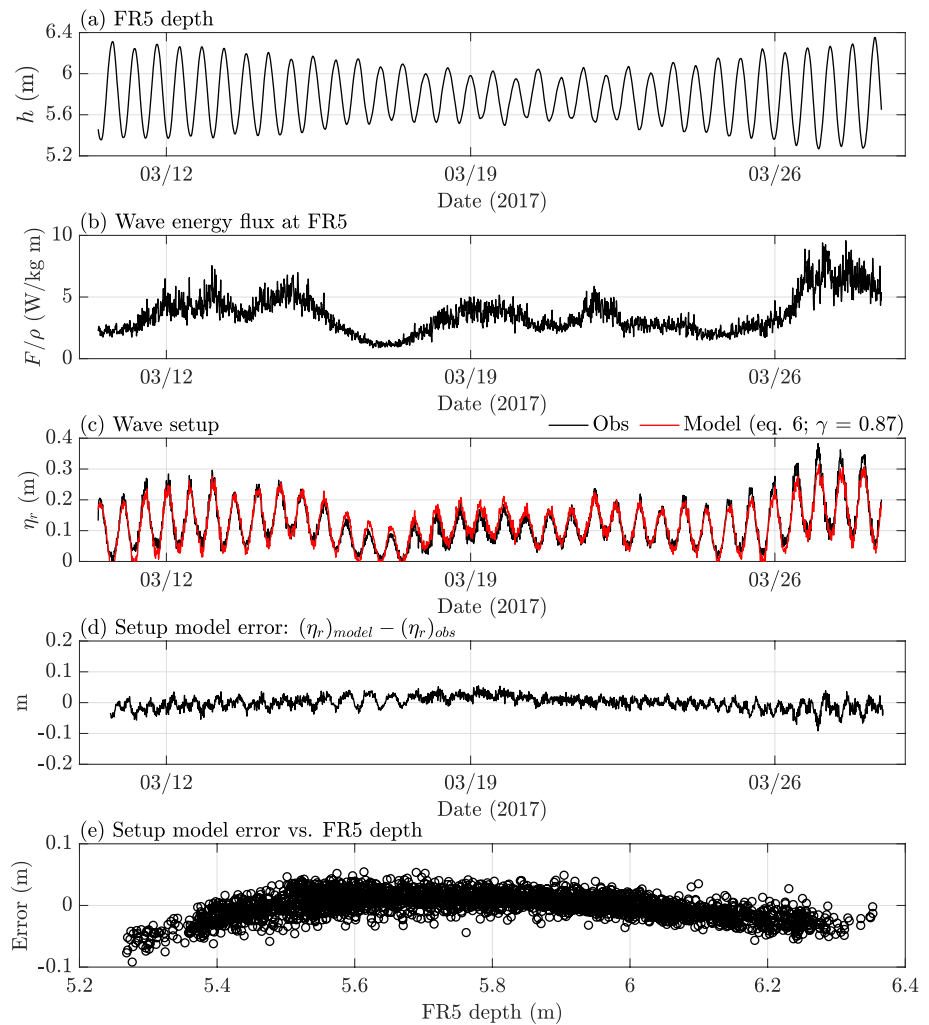 (a) FR5 depth
6.4
6
5.6
5.2
h (m)
03/12 03/19 03/26
Date (2017)
(b) Wave energy flux at FR5
10
5
0
F/ρ (W/kg m)
03/12 03/19 03/26
Date (2017)
(c) Wave setup
Obs Model (eq. 6; γ = 0.87)
0.4
0.3
0.2
0.1
0
η_r (m)
03/12 03/19 03/26
Date (2017)
(d) Setup model error: (η_r)_model − (η_r)_obs
0.2
0.1
0
-0.1
-0.2
m
03/12 03/19 03/26
Date (2017)
(e) Setup model error vs. FR5 depth
0.1
0
-0.1
Error (m)
5.2 5.4 5.6 5.8 6 6.2 6.4
FR5 depth (m)